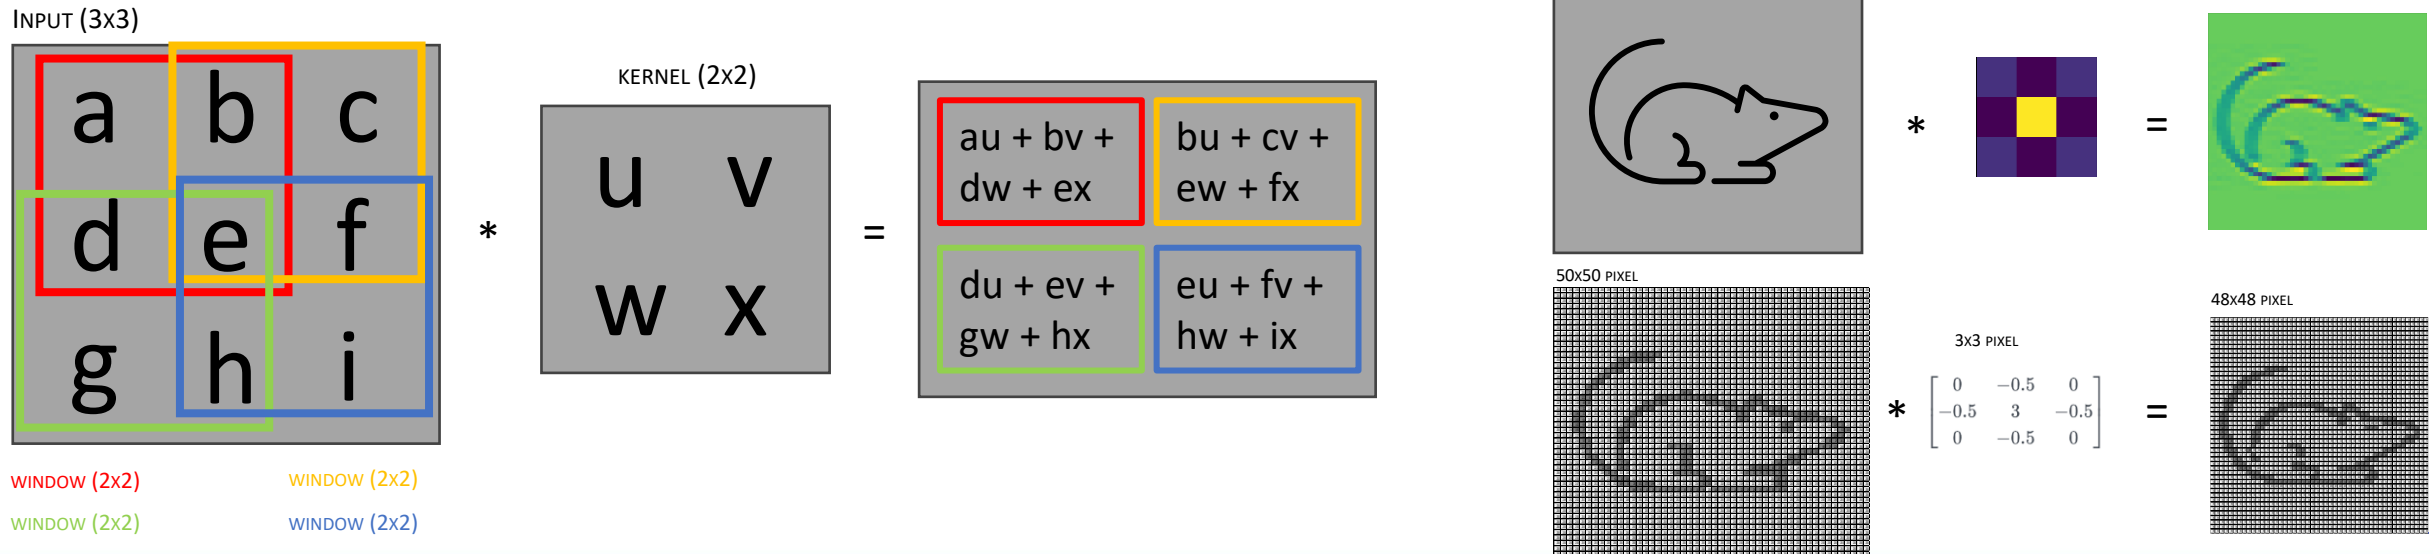 INPUT (3X3)
a b c
d e f
g h i
WINDOW (2X2) WINDOW (2X2)
WINDOW (2X2) WINDOW (2X2)
*
KERNEL (2X2)
u v
w x
=
au + bv +
dw + ex
bu + cv +
ew + fx
du + ev +
gw + hx
eu + fv +
hw + ix
* =
50X50 PIXEL
*
3X3 PIXEL
0 −0.5 0
−0.5 3 −0.5
0 −0.5 0
=
48X48 PIXEL